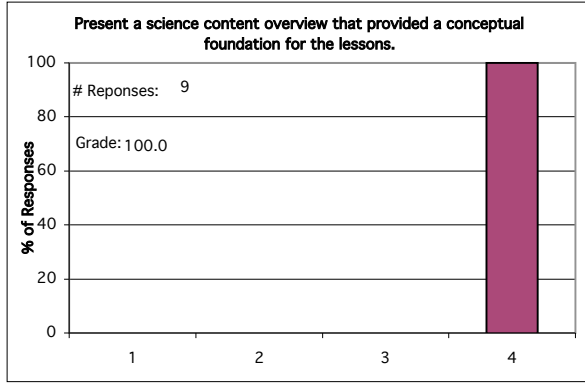 Present a science content overview that provided a conceptual
foundation for the lessons.
100
# Reponses: 9
80
Grade: 100.0
60
% of Responses
40
20
0
1 2 3 4